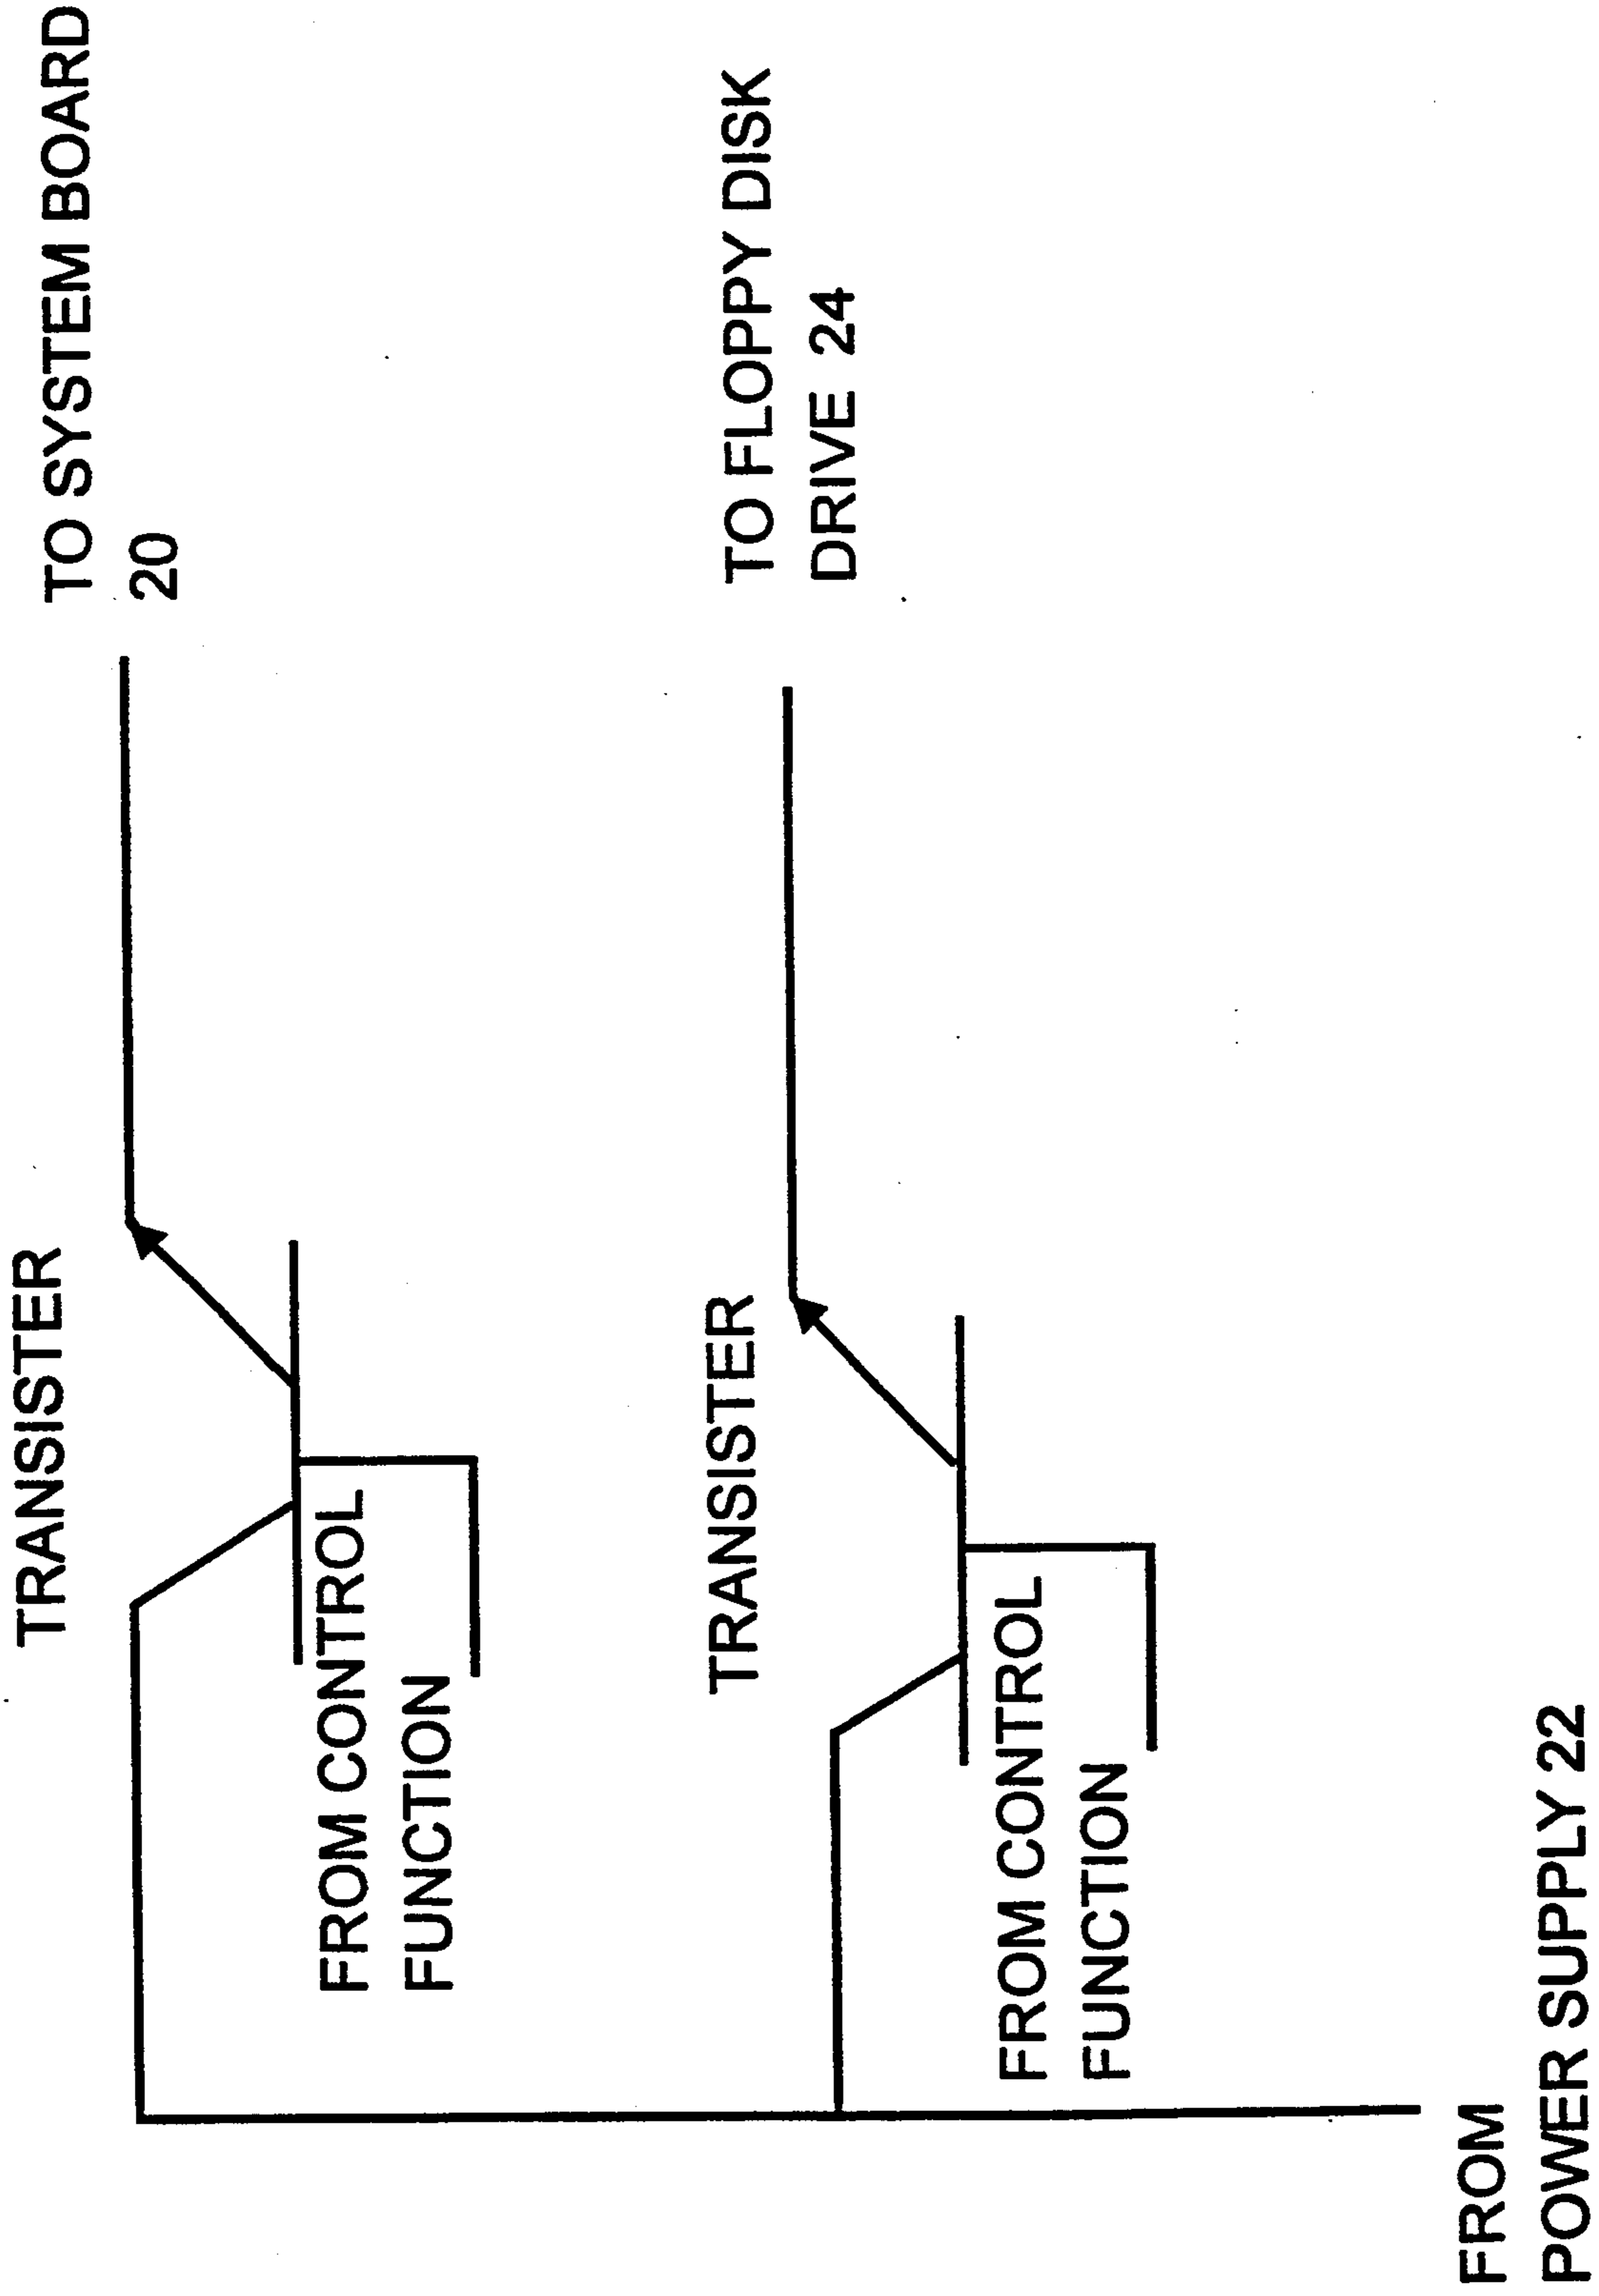 TRANSISTER
TO SYSTEM BOARD
20
FROM CONTROL
FUNCTION
TRANSISTER
TO FLOPPY DISK
DRIVE 24
FROM CONTROL
FUNCTION
FROM
POWER SUPPLY 22